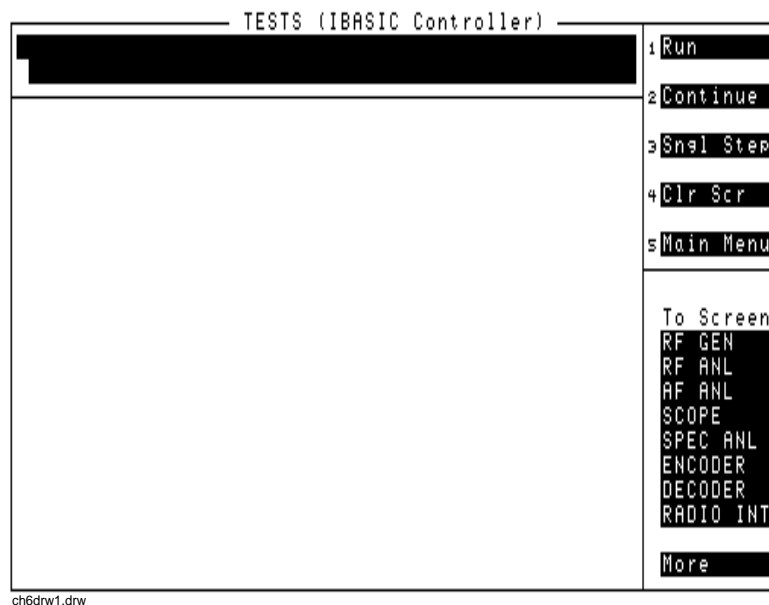 TESTS (IBASIC Controller)
1 Run
2 Continue
3 Sngl Step
4 Clr Scr
5 Main Menu
To Screen
RF GEN
RF ANL
AF ANL
SCOPE
SPEC ANL
ENCODER
DECODER
RADIO INT
More
ch6drw1.drw